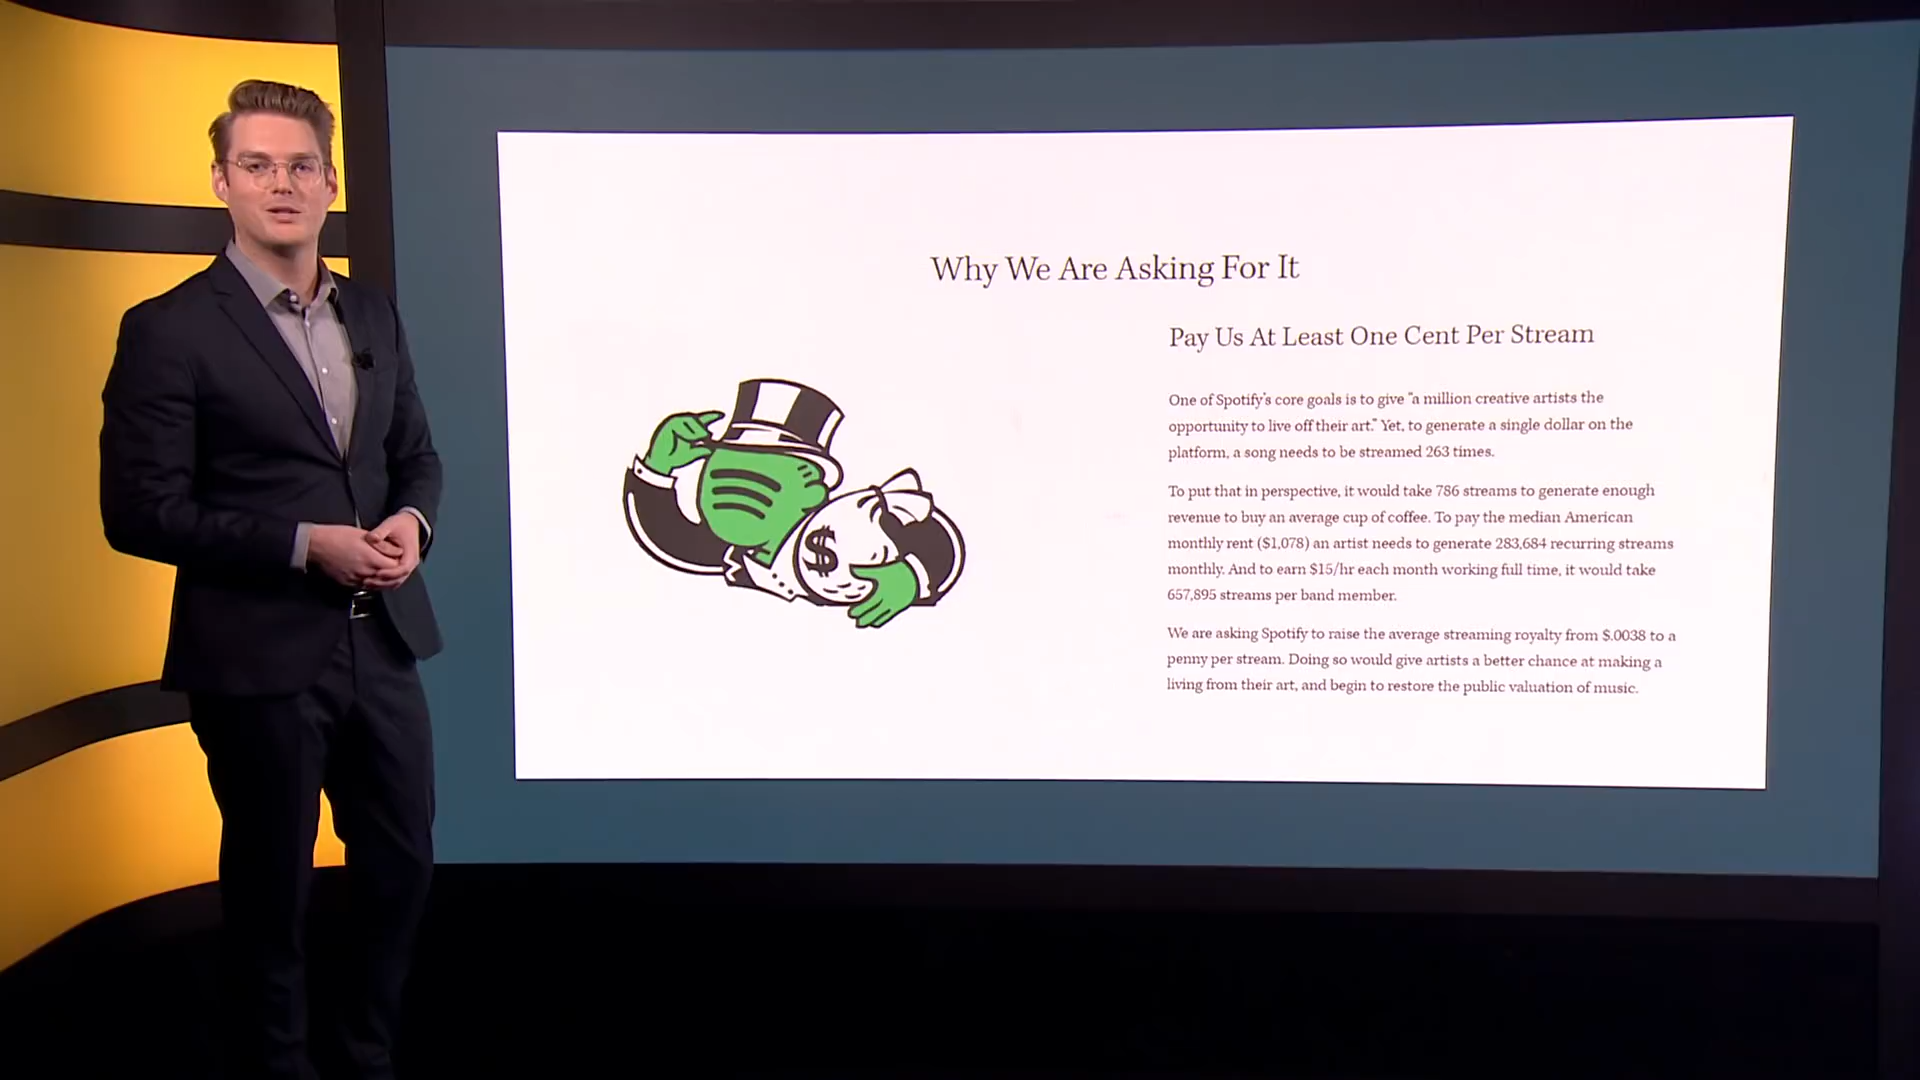 Why We Are Asking For It
Pay Us At Least One Cent Per Stream
One of Spotify's core goals is to give "a million creative artists the
opportunity to live off their art." Yet, to generate a single dollar on the
platform, a song needs to be streamed 263 times.
To put that in perspective, it would take 786 streams to generate enough
revenue to buy an average cup of coffee. To pay the median American
monthly rent ($1,078) an artist needs to generate 283,684 recurring streams
monthly. And to earn $15/hr each month working full time, it would take
657,895 streams per band member.
We are asking Spotify to raise the average streaming royalty from $.0038 to a
penny per stream. Doing so would give artists a better chance at making a
living from their art, and begin to restore the public valuation of music.
$